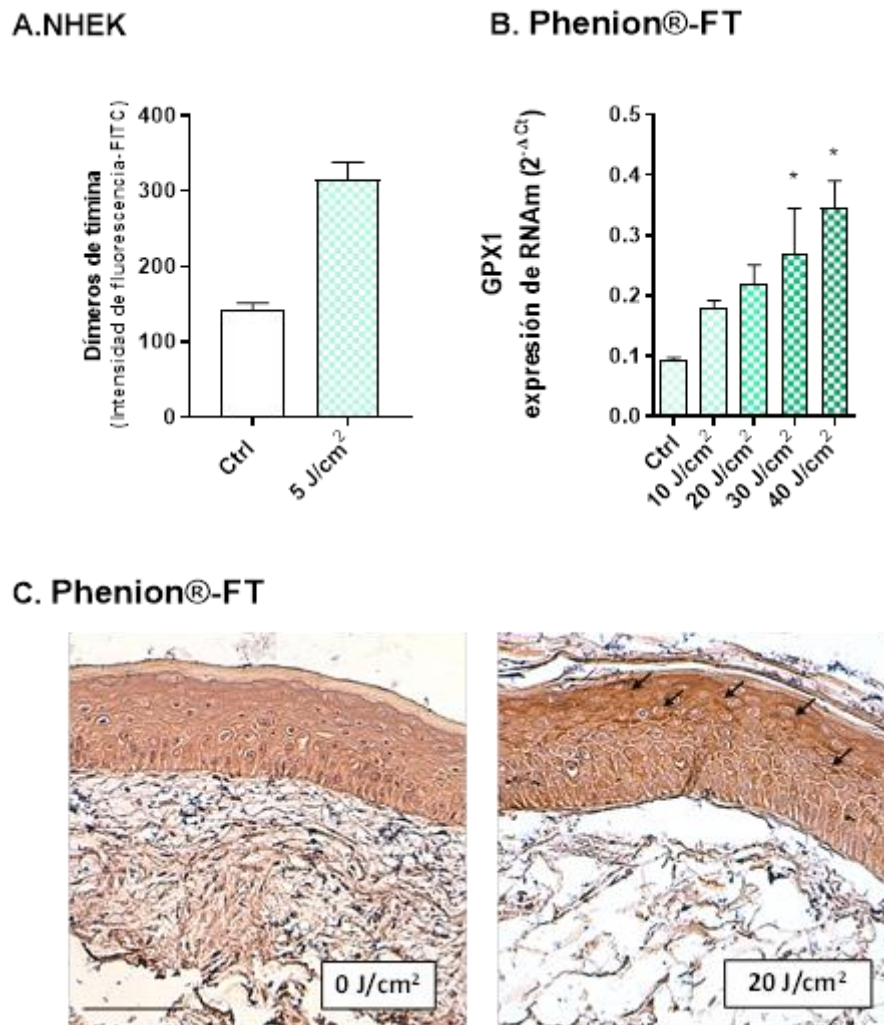 A.NHEK
B. Phenion®-FT
Dímeros de timina
(Intensidad de fluorescencia-FITC)
400
300
200
100
0
Ctrl
5 J/cm²
GPX1
expresión de RNAm (2^-ΔCt)
0.5
0.4
0.3
0.2
0.1
0.0
*
*
Ctrl
10 J/cm²
20 J/cm²
30 J/cm²
40 J/cm²
C. Phenion®-FT
0 J/cm²
20 J/cm²